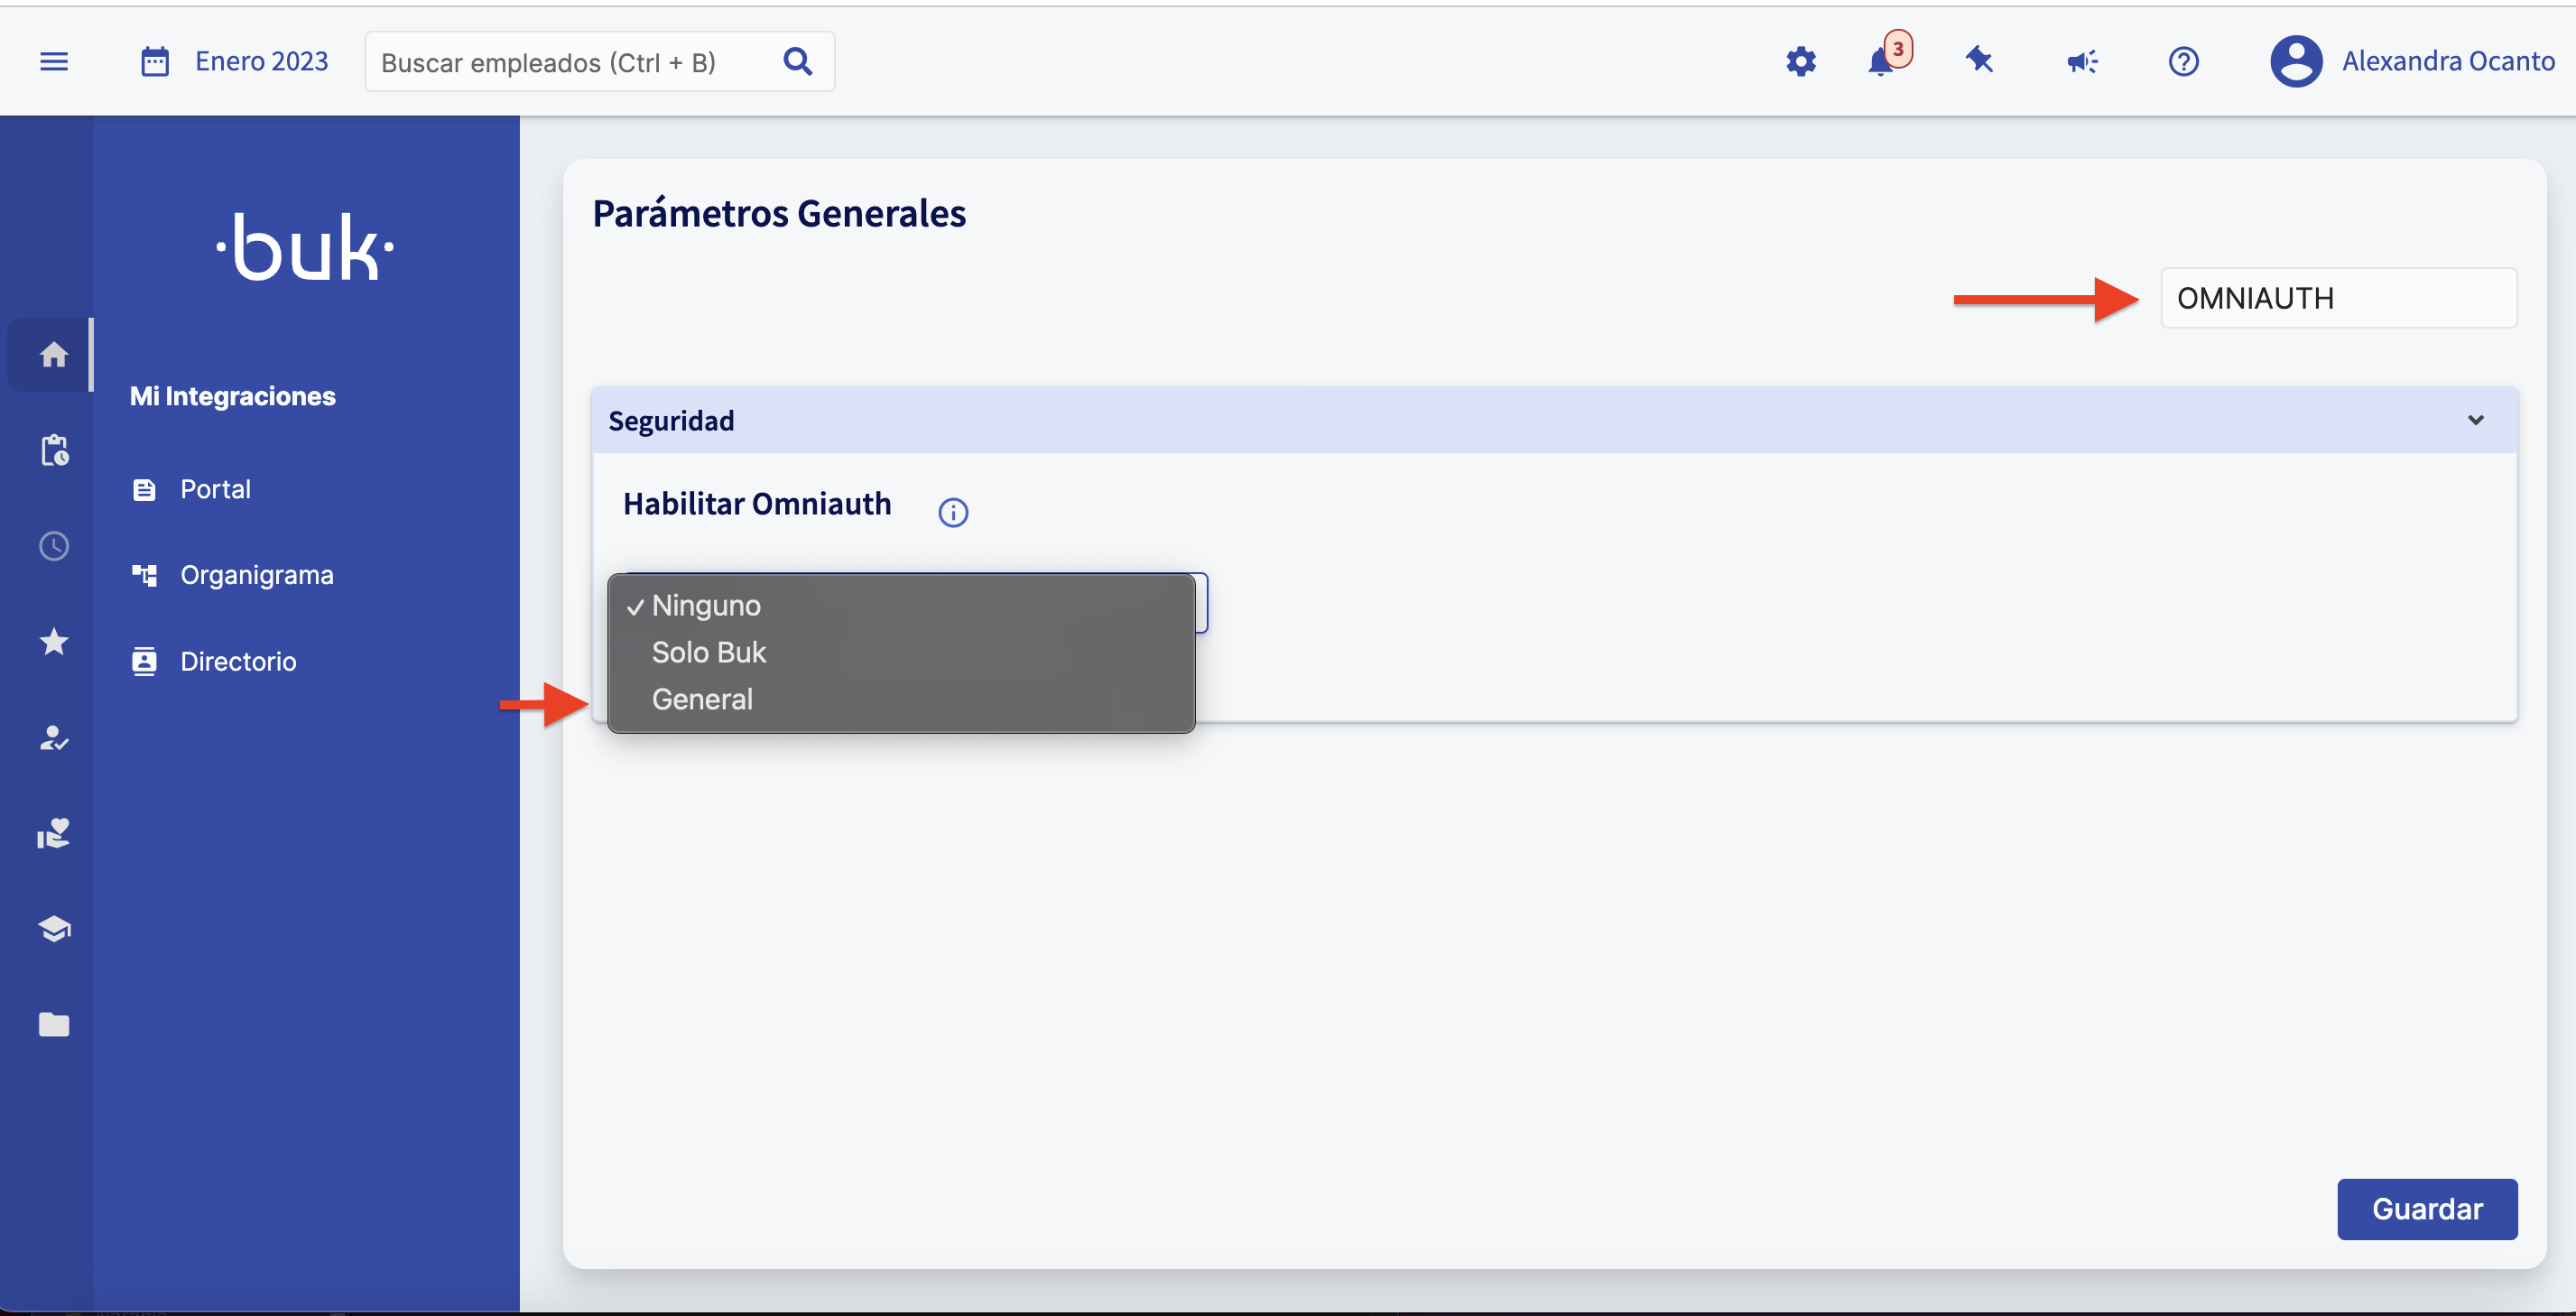 Enero 2023
Buscar empleados (Ctrl + B)
3
Alexandra Ocanto
·buk·
Mi Integraciones
Portal
Organigrama
Directorio
Parámetros Generales
OMNIAUTH
Seguridad
Habilitar Omniauth
✓ Ninguno
Solo Buk
General
Guardar